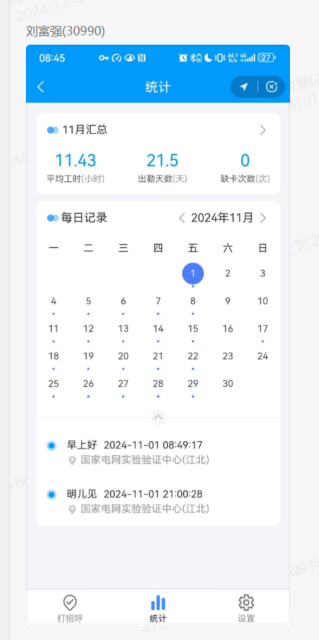 刘富强(30990)
08:45
27
统计
11月汇总
11.43 21.5 0
平均工时(小时) 出勤天数(天) 缺卡次数(次)
每日记录 2024年11月
一 二 三 四 五 六 日
1 2 3
4 5 6 7 8 9 10
11 12 13 14 15 16 17
18 19 20 21 22 23 24
25 26 27 28 29 30
早上好 2024-11-01 08:49:17
国家电网实验验证中心(江北)
明儿见 2024-11-01 21:00:28
国家电网实验验证中心(江北)
打招呼 统计 设置